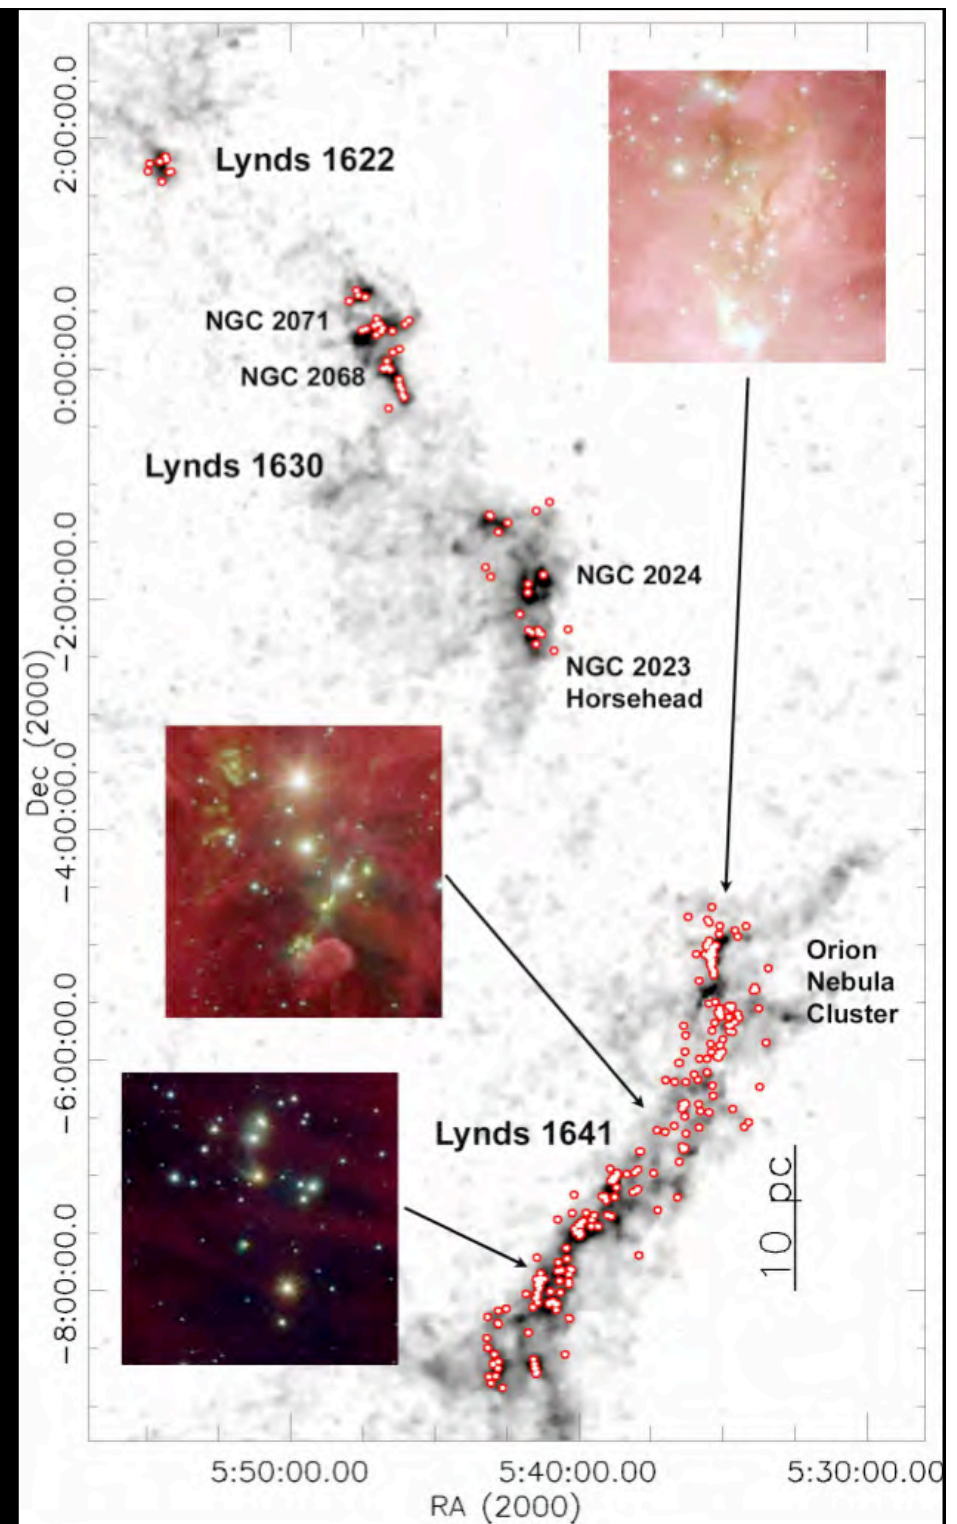 2:00:00.0
Lynds 1622
NGC 2071
0:00:00.0
NGC 2068
Lynds 1630
NGC 2024
-2:00:00.0
NGC 2023
Horsehead
Dec (2000)
-4:00:00.0
Orion
Nebula
Cluster
-6:00:00.0
Lynds 1641
10 pc
-8:00:00.0
5:50:00.00
5:40:00.00
5:30:00.00
RA (2000)